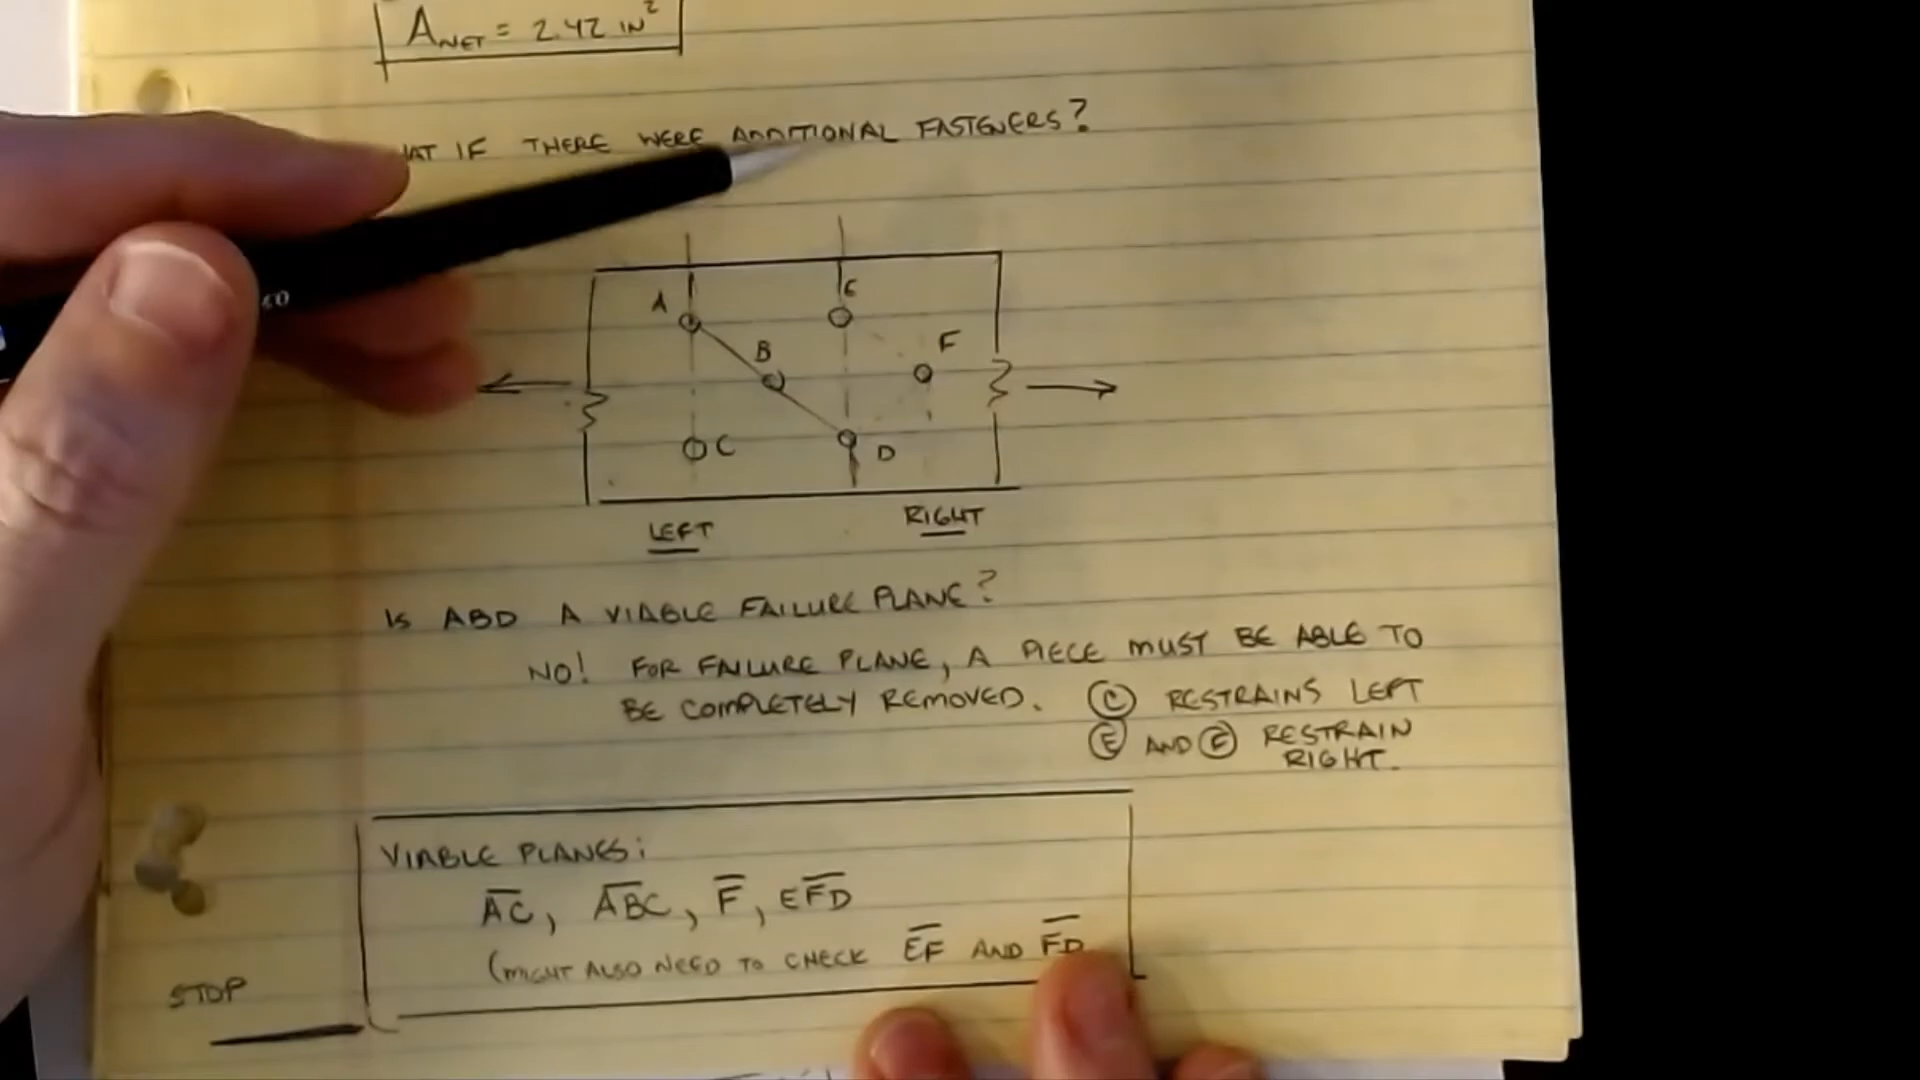 ANET = 2.42 IN²
HAT IF THERE WERE ADDITIONAL FASTENERS?
A
E
B
F
C
D
LEFT
RIGHT
IS ABD A VIABLE FAILURE PLANE?
NO! FOR FAILURE PLANE, A PIECE MUST BE ABLE TO
BE COMPLETELY REMOVED. C RESTRAINS LEFT
E AND F RESTRAIN
RIGHT.
VIABLE PLANES:
AC, ABC, F, EFD
(MIGHT ALSO NEED TO CHECK EF AND FD
STOP